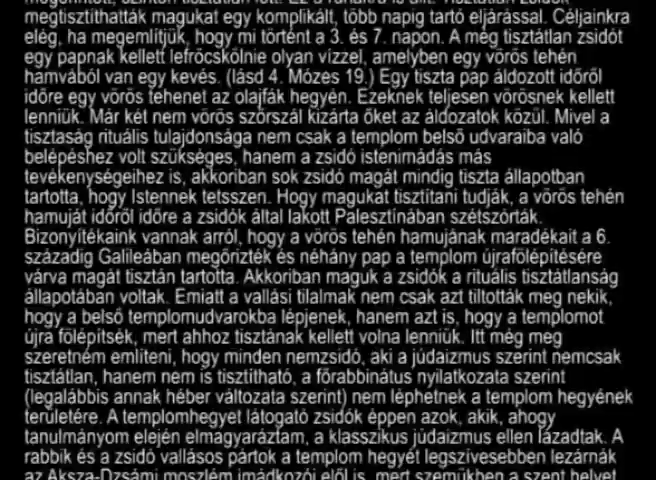 megtisztíthatták magukat egy komplikált, több napig tartó eljárással. Céljainkra
elég, ha megemlítjük, hogy mi történt a 3. és 7. napon. A még tisztátlan zsidót
egy papnak kellett lefröcskölnie olyan vízzel, amelyben egy vörös tehén
hamvából van egy kevés. (lásd 4. Mózes 19.) Egy tiszta pap áldozott időről
időre egy vörös tehenet az olajfák hegyén. Ezeknek teljesen vörösnek kellett
lenniük. Már két nem vörös szőrszál kizárta őket az áldozatok közül. Mivel a
tisztaság rituális tulajdonsága nem csak a templom belső udvaraiba való
belépéshez volt szükséges, hanem a zsidó istenimádás más
tevékenységeihez is, akkoriban sok zsidó magát mindig tiszta állapotban
tartotta, hogy Istennek tetsszen. Hogy magukat tisztítani tudják, a vörös tehén
hamuját időről időre a zsidók által lakott Palesztínában szétszórták.
Bizonyítékaink vannak arról, hogy a vörös tehén hamujának maradékait a 6.
századig Galileában megőrizték és néhány pap a templom újrafölépítésére
várva magát tisztán tartotta. Akkoriban maguk a zsidók a rituális tisztátlanság
állapotában voltak. Emiatt a vallási tilalmak nem csak azt tiltották meg nekik,
hogy a belső templomudvarokba lépjenek, hanem azt is, hogy a templomot
újra fölépítsék, mert ahhoz tisztának kellett volna lenniük. Itt még meg
szeretném említeni, hogy minden nemzsidó, aki a júdaizmus szerint nemcsak
tisztátlan, hanem nem is tisztítható, a főrabbinátus nyilatkozata szerint
(legalábbis annak héber változata szerint) nem léphetnek a templom hegyének
területére. A templomhegyet látogató zsidók éppen azok, akik, ahogy
tanulmányom elején elmagyaráztam, a klasszikus júdaizmus ellen lázadtak. A
rabbik és a zsidó vallásos pártok a templom hegyét legszívesebben lezárnák
az Aksza-Dzsámi moszlém imádkozói elől is, mert szemükben a szent helyet